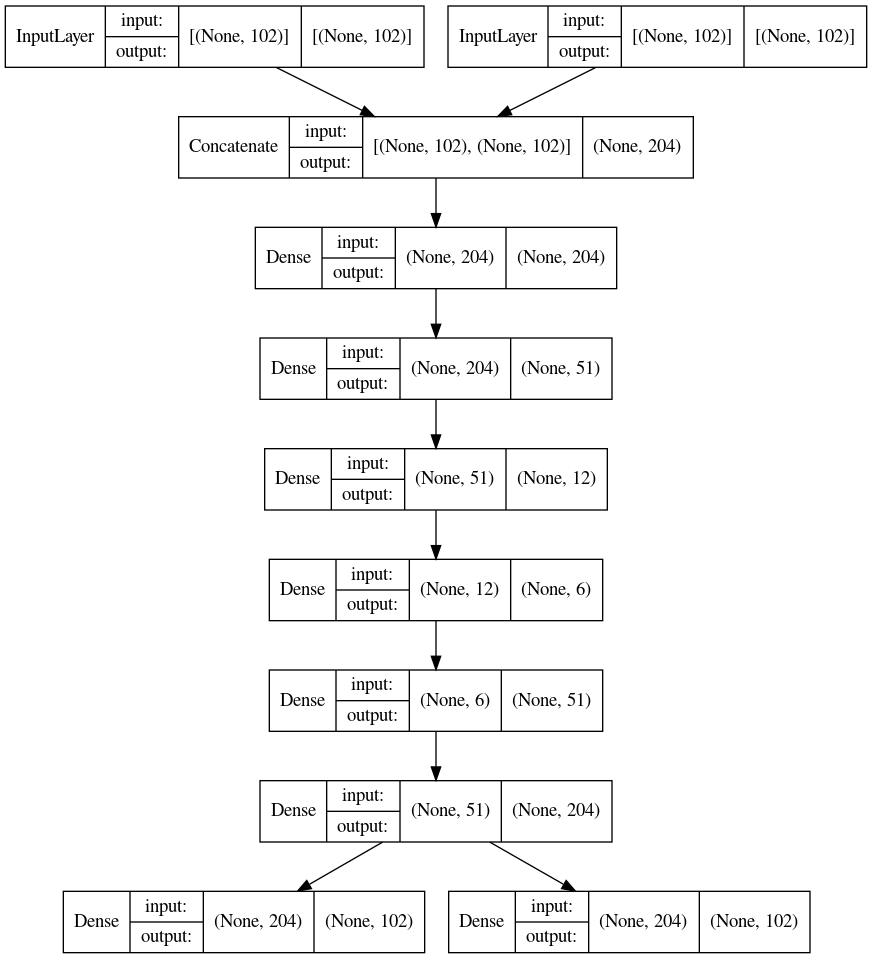 InputLayer input: output: [(None, 102)] [(None, 102)]
InputLayer input: output: [(None, 102)] [(None, 102)]
Concatenate input: output: [(None, 102), (None, 102)] (None, 204)
Dense input: output: (None, 204) (None, 204)
Dense input: output: (None, 204) (None, 51)
Dense input: output: (None, 51) (None, 12)
Dense input: output: (None, 12) (None, 6)
Dense input: output: (None, 6) (None, 51)
Dense input: output: (None, 51) (None, 204)
Dense input: output: (None, 204) (None, 102)
Dense input: output: (None, 204) (None, 102)